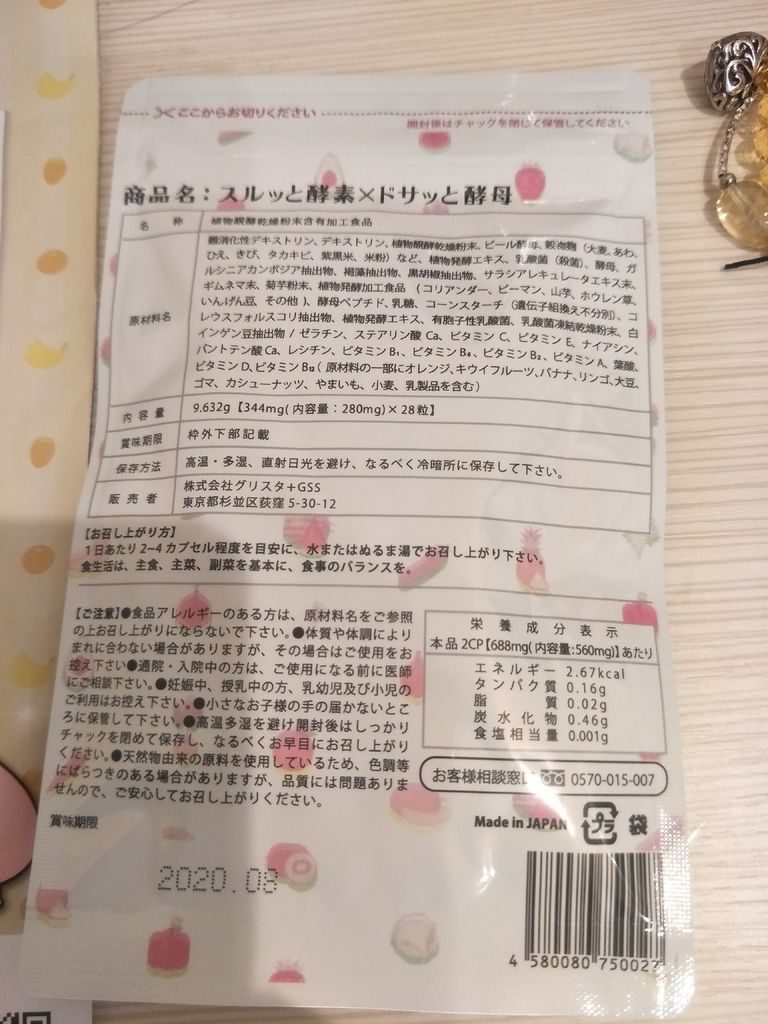 ここからお切りください
開封後はチャックを閉じて保管してください
商品名：スルッと酵素×ドサッと酵母
名称 植物醗酵乾燥粉末含有加工食品
原材料名
難消化性デキストリン、デキストリン、植物醗酵乾燥粉末、ビール酵母、穀物麹（大麦、あわ、
ひえ、きび、タカキビ、紫黒米、米粉）など、植物発酵エキス、乳酸菌（殺菌）、酵母、ガ
ルシニアカンボジア抽出物、褐藻抽出物、黒胡椒抽出物、サラシアレキュレータエキス末、
ギムネマ末、菊芋粉末、植物発酵加工食品（コリアンダー、ピーマン、山芋、ホウレン草、
いんげん豆、その他）、酵母ペプチド、乳糖、コーンスターチ（遺伝子組換え不分別）、コ
レウスフォルスコリ抽出物、植物発酵エキス、有胞子性乳酸菌、乳酸菌凍結乾燥粉末、白
インゲン豆抽出物 / ゼラチン、ステアリン酸 Ca、ビタミン C、ビタミン E、ナイアシン、
パントテン酸 Ca、レシチン、ビタミン B₁、ビタミン B₆、ビタミン B₂、ビタミン A、葉酸、
ビタミン D、ビタミン B₁₂（原材料の一部にオレンジ、キウイフルーツ、バナナ、リンゴ、大豆、
ゴマ、カシューナッツ、やまいも、小麦、乳製品を含む）
内容量 9.632g【344mg(内容量：280mg)×28粒】
賞味期限 枠外下部記載
保存方法 高温・多湿、直射日光を避け、なるべく冷暗所に保存して下さい。
販売者 株式会社グリスタ+GSS
東京都杉並区荻窪 5-30-12
【お召し上がり方】
1日あたり 2~4 カプセル程度を目安に、水またはぬるま湯でお召し上がり下さい。
食生活は、主食、主菜、副菜を基本に、食事のバランスを。
【ご注意】●食品アレルギーのある方は、原材料名をご参照
の上お召し上がりにならないで下さい。●体質や体調により
まれに合わない場合がありますが、その場合はご使用をお
控え下さい●通院・入院中の方は、ご使用になる前に医師
にご相談下さい。●妊娠中、授乳中の方、乳幼児及び小児の
ご利用はお控え下さい。●小さなお子様の手の届かないとこ
ろに保管して下さい。●高温多湿を避け開封後はしっかり
チャックを閉めて保存し、なるべくお早目にお召し上がり
ください。●天然物由来の原料を使用しているため、色調等
にばらつきのある場合がありますが、品質には問題ありま
せんので、ご安心してお召し上がりください。
栄養成分表示
本品 2CP【688mg(内容量:560mg)】あたり
エネルギー 2.67kcal
タンパク質 0.16g
脂質 0.02g
炭水化物 0.46g
食塩相当量 0.001g
お客様相談窓口 0570-015-007
Made in JAPAN プラ 袋
賞味期限
2020.08
4 580080 750027